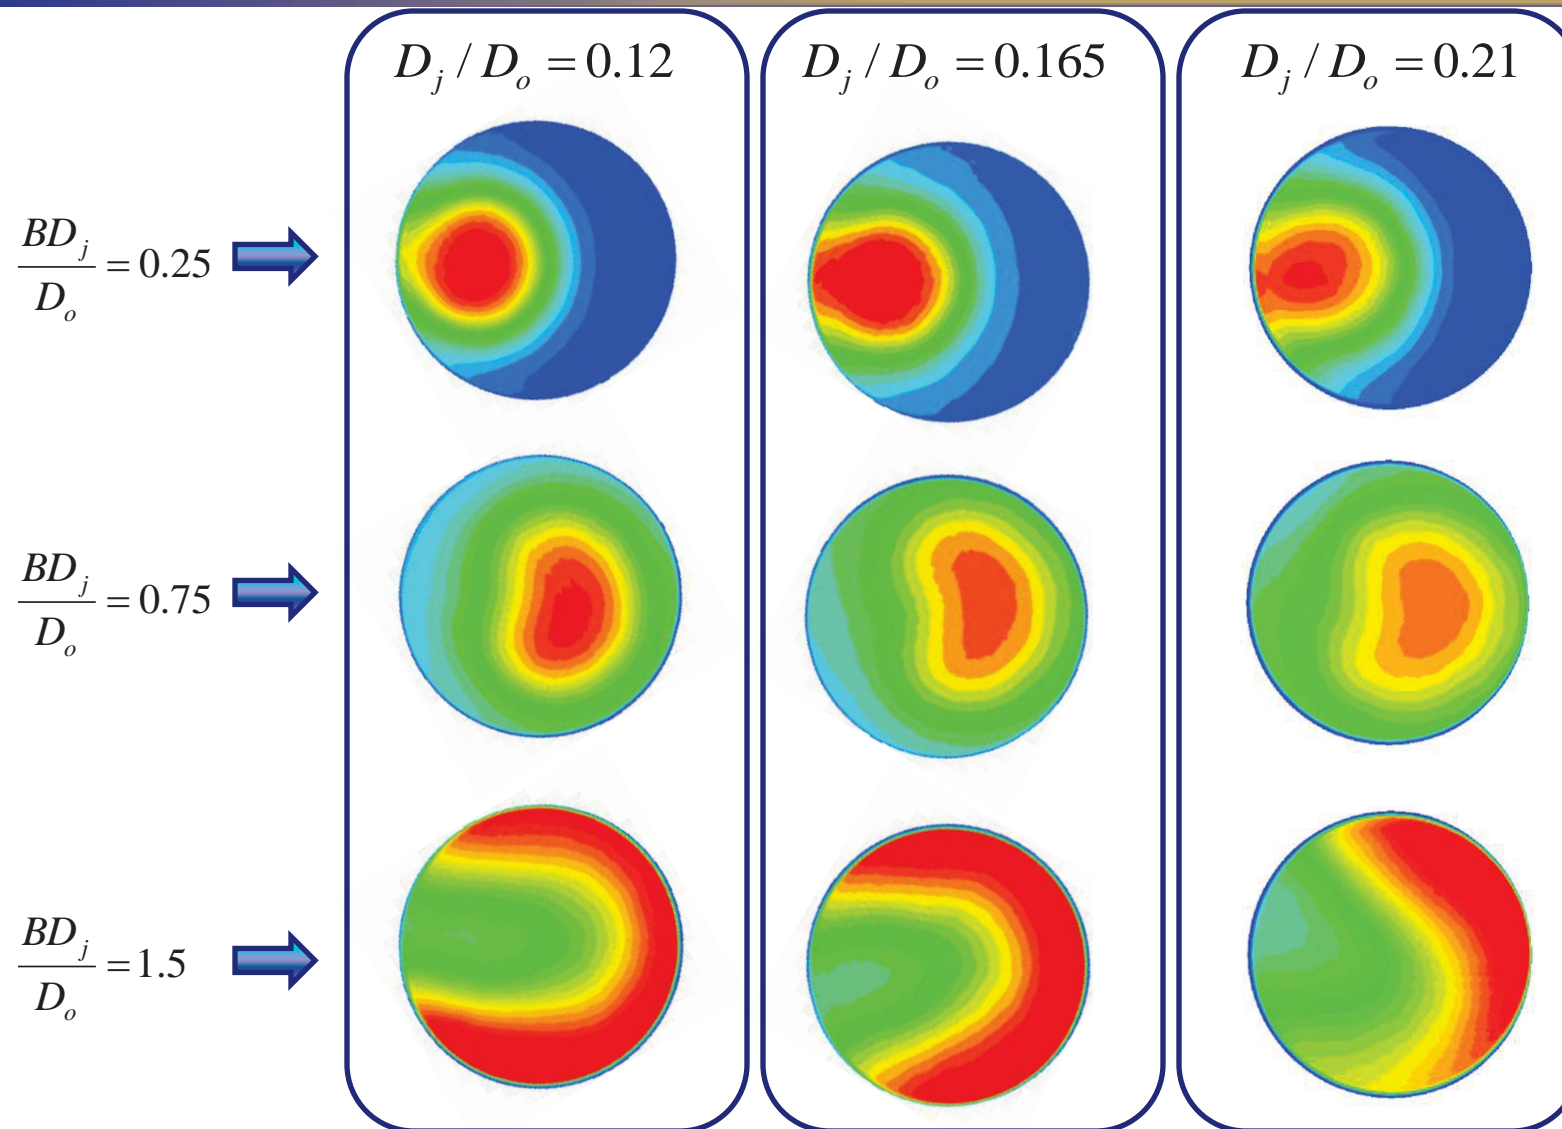 D_j / D_o = 0.12
D_j / D_o = 0.165
D_j / D_o = 0.21
BD_j / D_o = 0.25
BD_j / D_o = 0.75
BD_j / D_o = 1.5